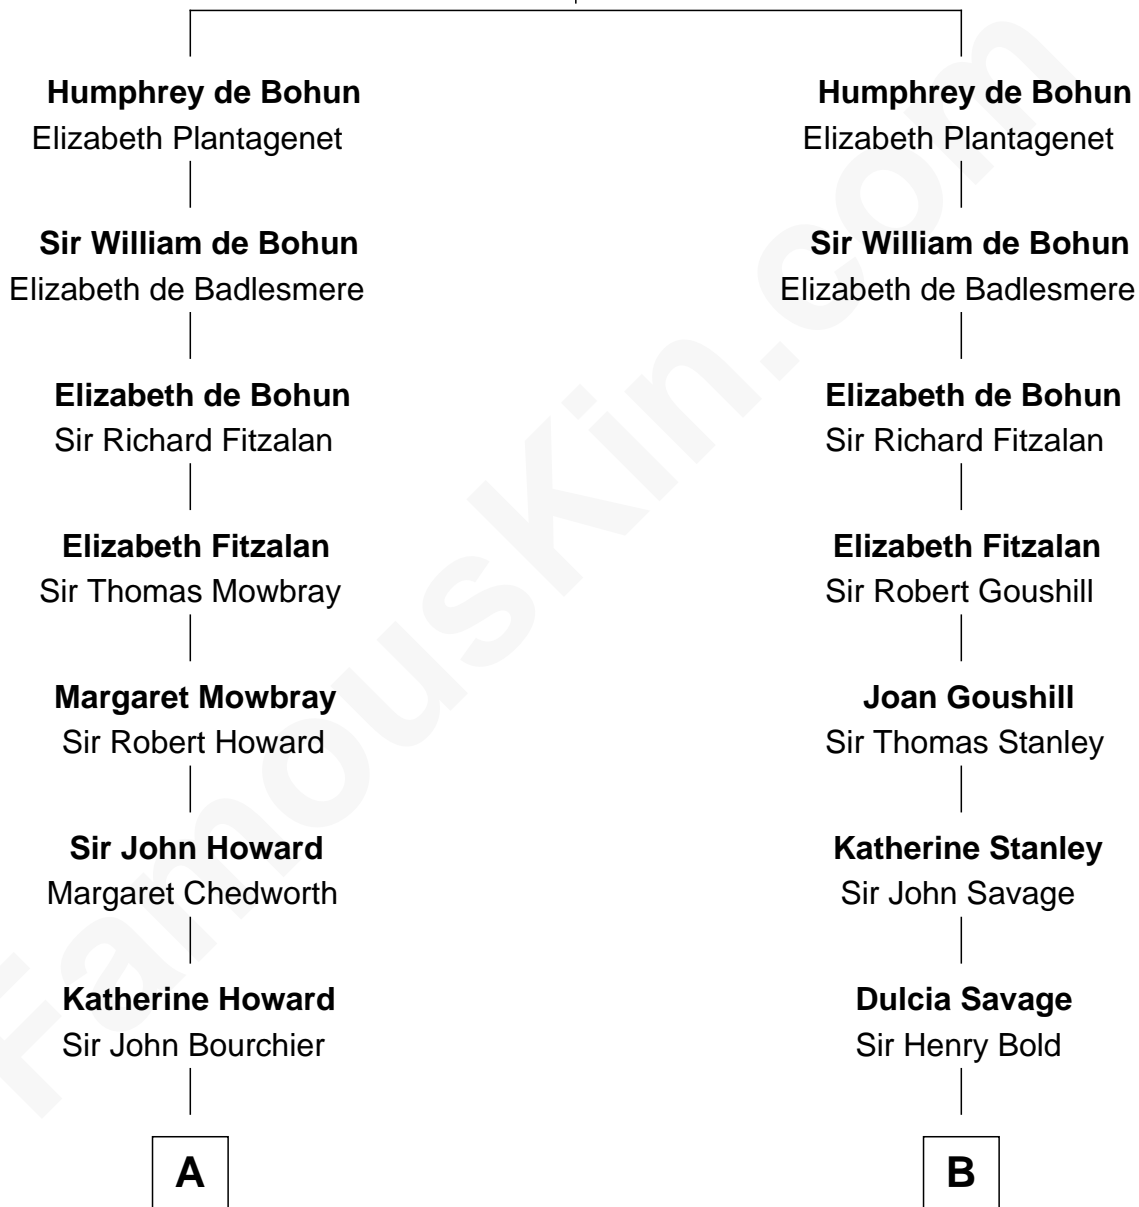 Humphrey de Bohun
Elizabeth Plantagenet
Sir William de Bohun
Elizabeth de Badlesmere
Elizabeth de Bohun
Sir Richard Fitzalan
Elizabeth Fitzalan
Sir Thomas Mowbray
Margaret Mowbray
Sir Robert Howard
Sir John Howard
Margaret Chedworth
Katherine Howard
Sir John Bourchier
A
Humphrey de Bohun
Elizabeth Plantagenet
Sir William de Bohun
Elizabeth de Badlesmere
Elizabeth de Bohun
Sir Richard Fitzalan
Elizabeth Fitzalan
Sir Robert Goushill
Joan Goushill
Sir Thomas Stanley
Katherine Stanley
Sir John Savage
Dulcia Savage
Sir Henry Bold
B
FamousKin.com